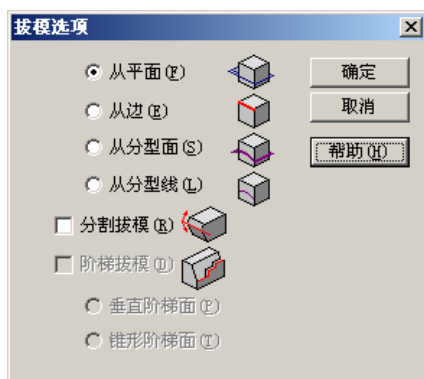 拔模选项
从平面(F)
确定
从边(E)
取消
从分型面(S)
帮助(H)
从分型线(L)
分割拔模(R)
阶梯拔模(D)
垂直阶梯面(P)
锥形阶梯面(T)